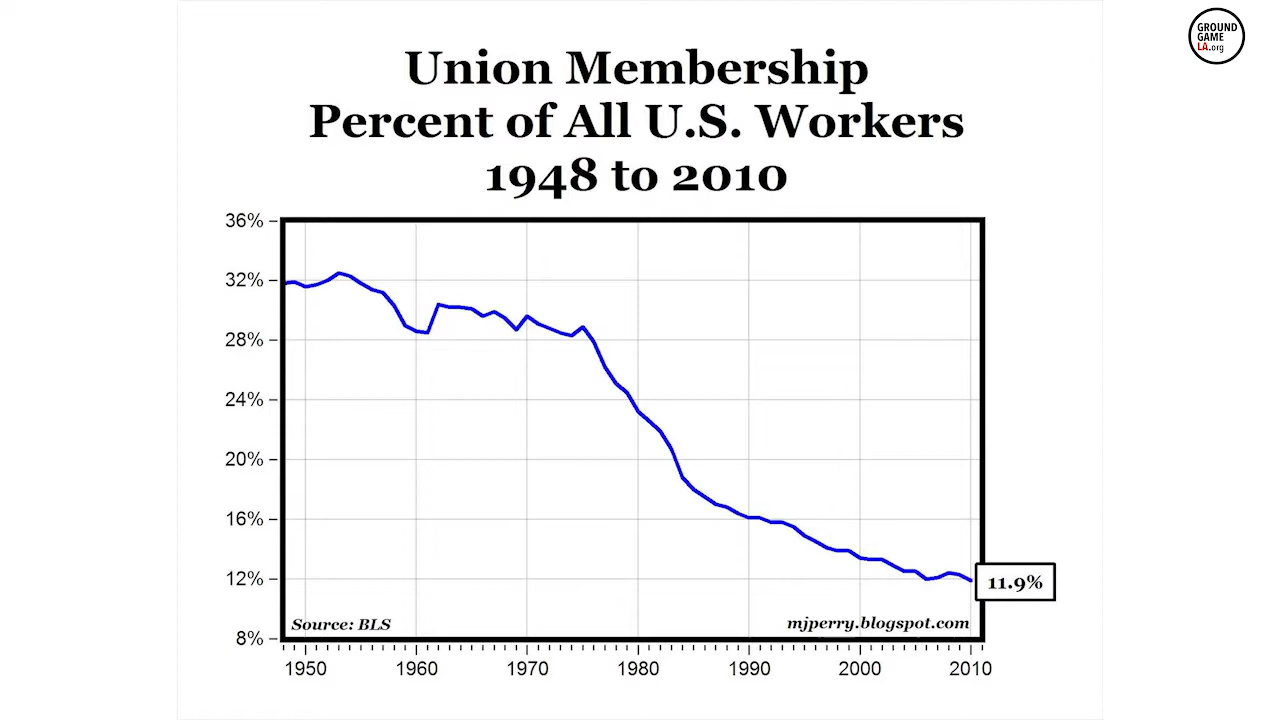 GROUND
GAME
LA.org
Union Membership
Percent of All U.S. Workers
1948 to 2010
36%
32%
28%
24%
20%
16%
12%
8%
11.9%
Source: BLS
mjperry.blogspot.com
1950 1960 1970 1980 1990 2000 2010